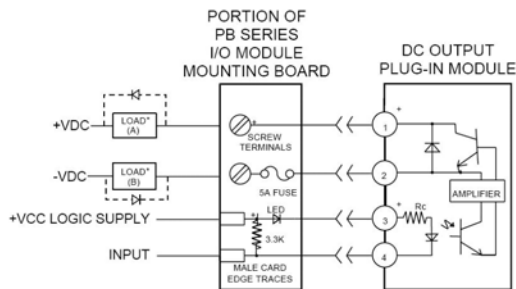 PORTION OF
PB SERIES
I/O MODULE
MOUNTING BOARD
DC OUTPUT
PLUG-IN MODULE
+VDC
LOAD*
(A)
+
SCREW
TERMINALS
1
+
-VDC
LOAD*
(B)
5A FUSE
2
AMPLIFIER
+VCC LOGIC SUPPLY
+
LED
3.3K
3
+
Rc
INPUT
4
MALE CARD
EDGE TRACES